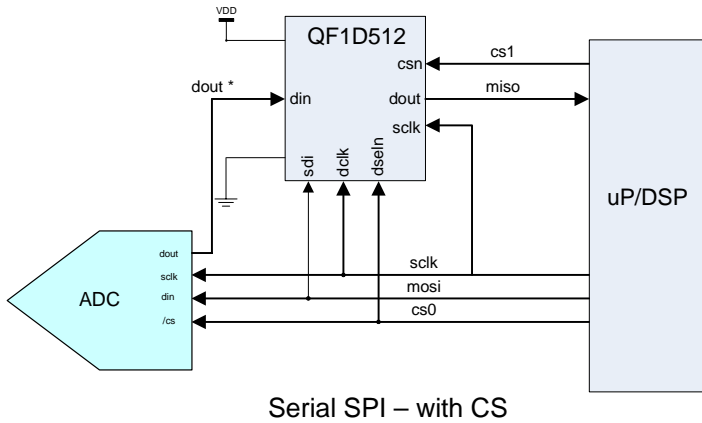 VDD
QF1D512
csn
cs1
dout *
din
dout
miso
sclk
sdi
dclk
dseln
uP/DSP
dout
sclk
sclk
ADC
din
mosi
/cs
cs0
Serial SPI – with CS